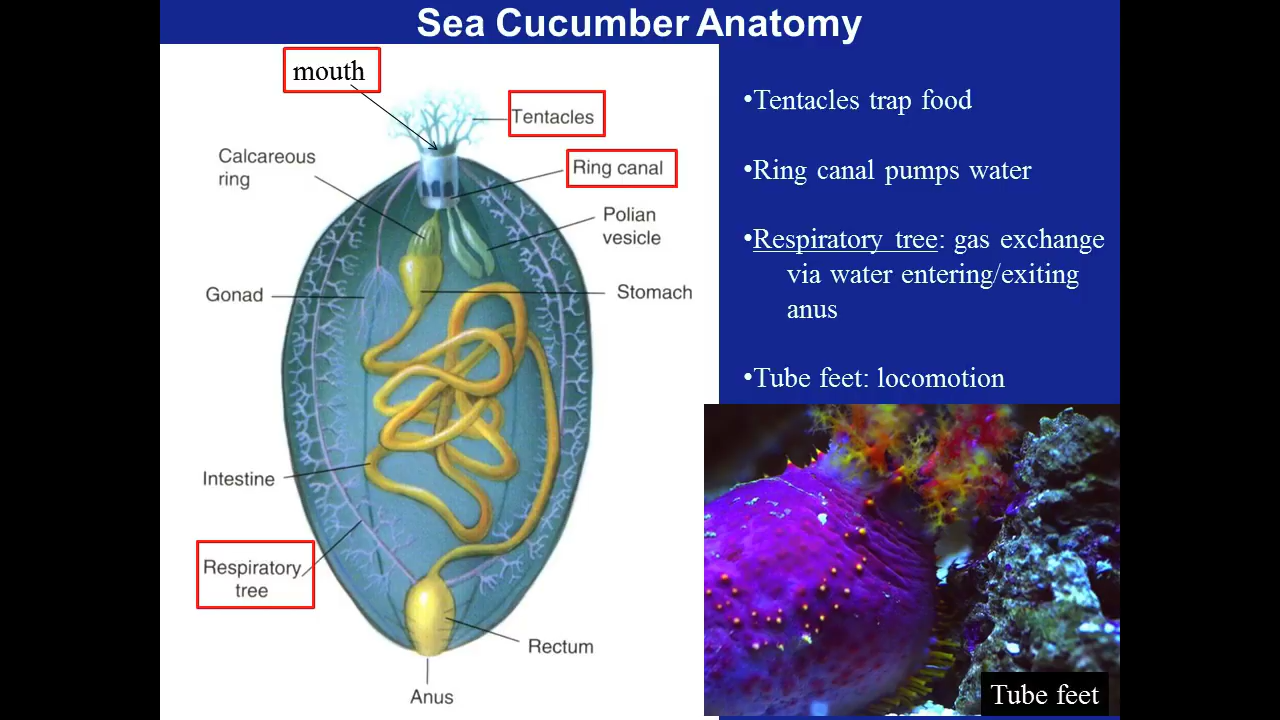 Sea Cucumber Anatomy
mouth
Tentacles
Calcareous
ring
Ring canal
Polian
vesicle
Gonad
Stomach
Intestine
Respiratory
tree
Rectum
Anus
•Tentacles trap food
•Ring canal pumps water
•Respiratory tree: gas exchange
via water entering/exiting
anus
•Tube feet: locomotion
Tube feet